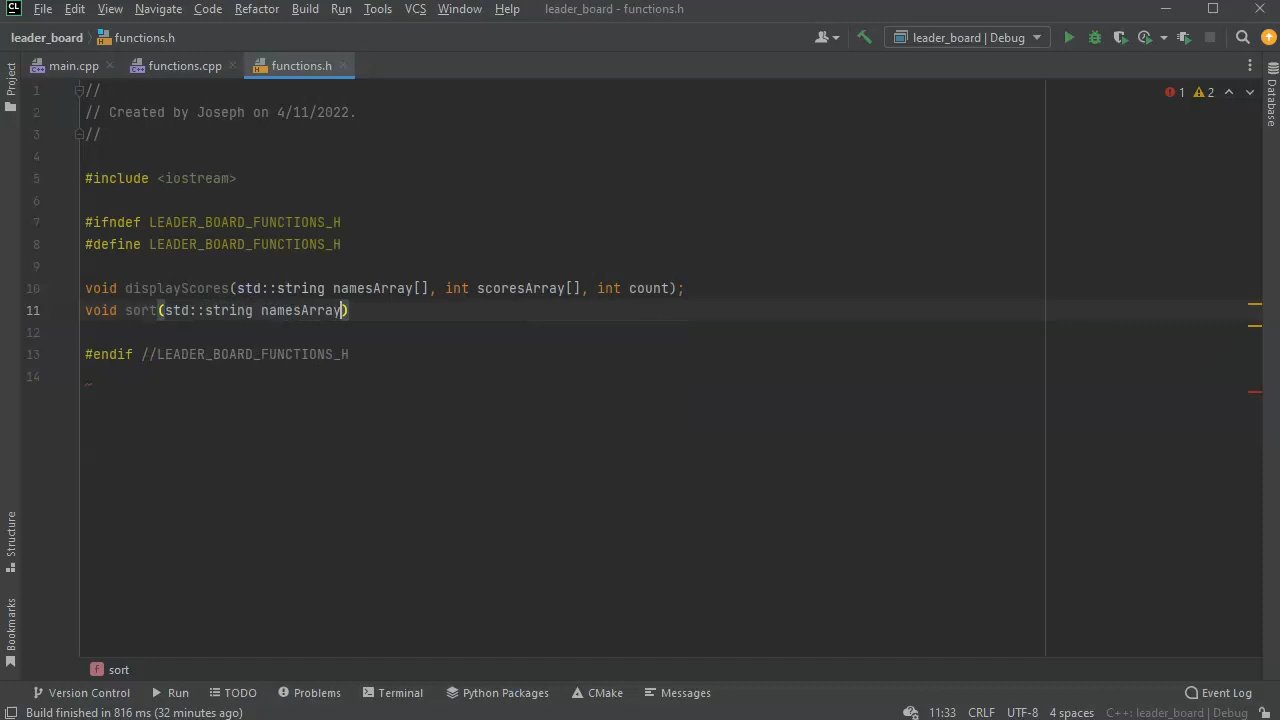 CL File Edit View Navigate Code Refactor Build Run Tools VCS Window Help leader_board - functions.h
leader_board functions.h leader_board | Debug
Project main.cpp functions.cpp functions.h Database
1 //
2 // Created by Joseph on 4/11/2022.
3 //
4
5 #include <iostream>
6
7 #ifndef LEADER_BOARD_FUNCTIONS_H
8 #define LEADER_BOARD_FUNCTIONS_H
9
10 void displayScores(std::string namesArray[], int scoresArray[], int count);
11 void sort(std::string namesArray)
12
13 #endif //LEADER_BOARD_FUNCTIONS_H
14
1 2
Structure
Bookmarks
f sort
Version Control Run TODO Problems Terminal Python Packages CMake Messages Event Log
Build finished in 816 ms (32 minutes ago) 11:33 CRLF UTF-8 4 spaces C++: leader_board | Debug